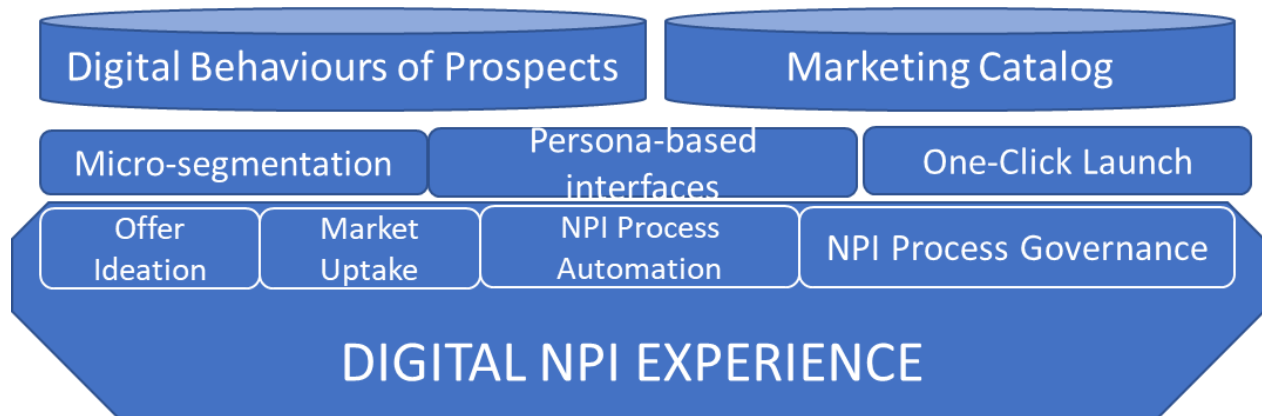 Digital Behaviours of Prospects
Marketing Catalog
Micro-segmentation
Persona-based
interfaces
One-Click Launch
Offer
Ideation
Market
Uptake
NPI Process
Automation
NPI Process Governance
DIGITAL NPI EXPERIENCE